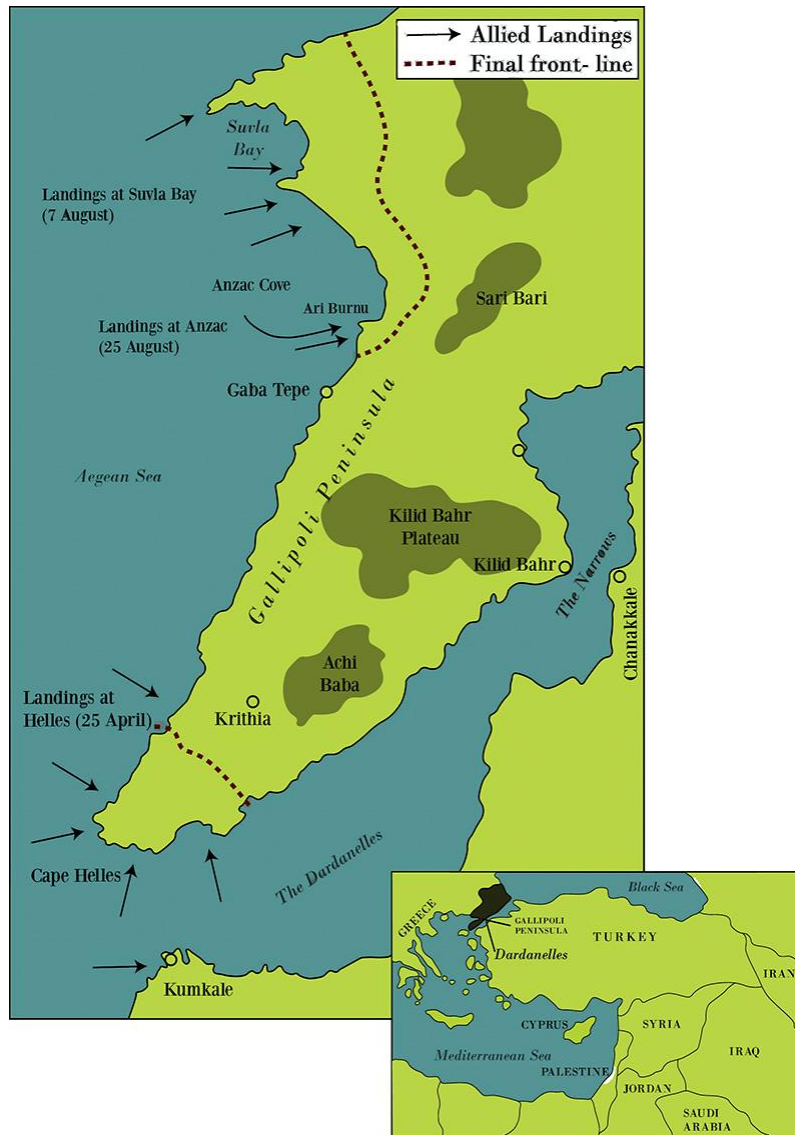 Allied Landings
Final front- line
Suvla
Bay
Landings at Suvla Bay
(7 August)
Anzac Cove
Ari Burnu
Sari Bari
Landings at Anzac
(25 August)
Gaba Tepe
Gallipoli Peninsula
Aegean Sea
Kilid Bahr
Plateau
Kilid Bahr
The Narrows
Chanakkale
Achi
Baba
Landings at
Helles (25 April)
Krithia
Cape Helles
The Dardanelles
Kumkale
Black Sea
GREECE
GALLIPOLI
PENINSULA
TURKEY
Dardanelles
IRAN
CYPRUS
SYRIA
IRAQ
Mediterranean Sea
PALESTINE
JORDAN
SAUDI
ARABIA